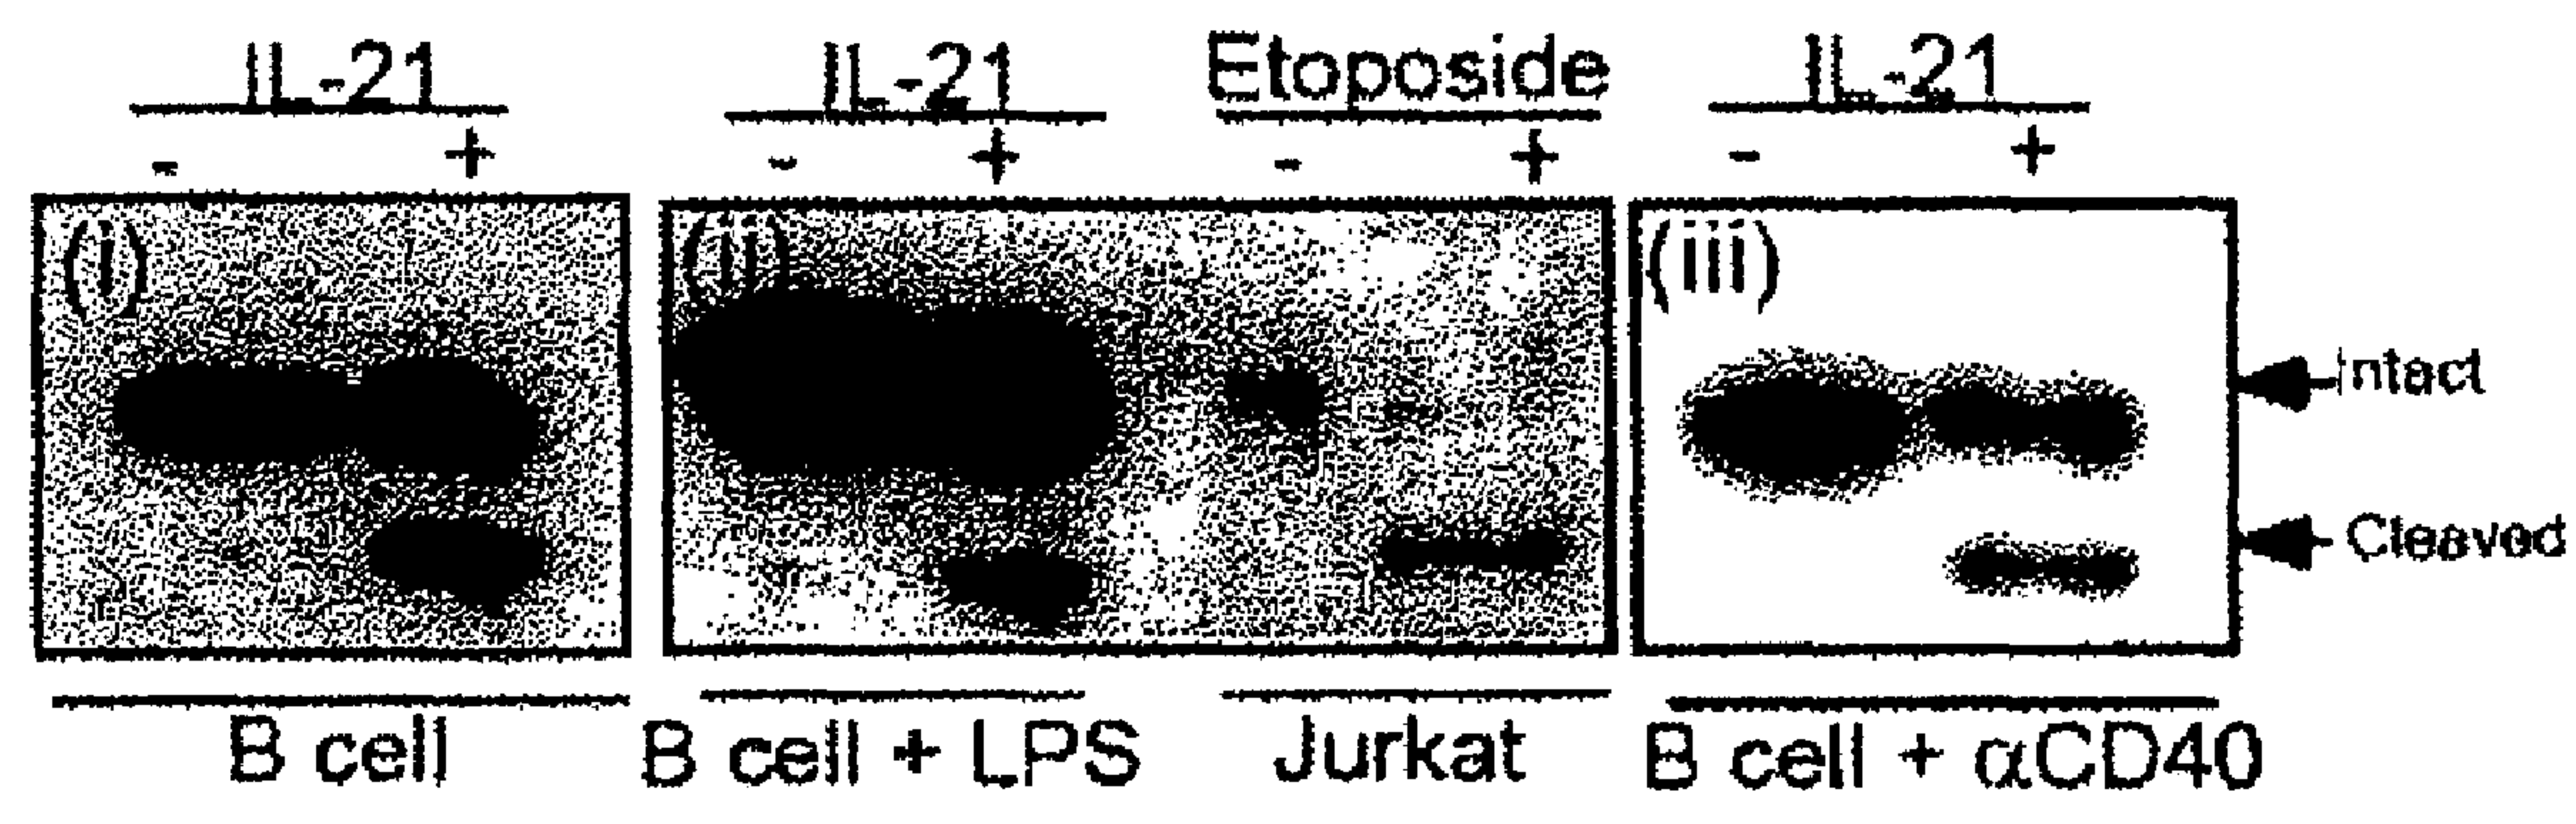 IL-21 IL-21 Etoposide IL-21
- + - + - + - +
(i) (ii) (iii)
Intact
Cleaved
B cell B cell + LPS Jurkat B cell + αCD40